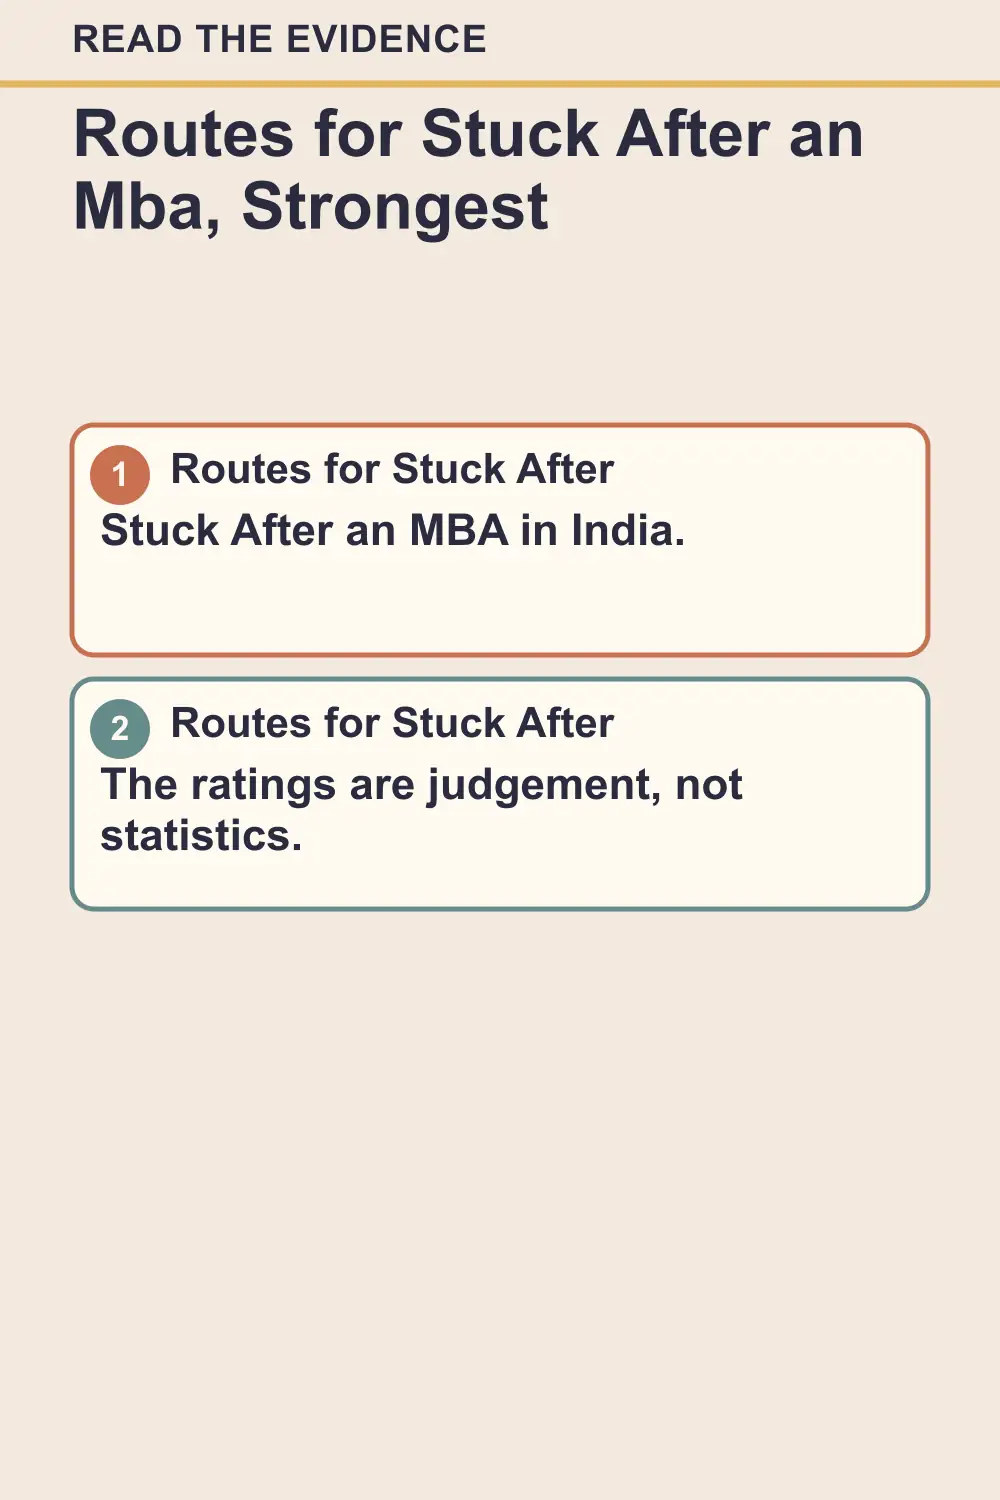 READ THE EVIDENCE
Routes for Stuck After an
Mba, Strongest
1 Routes for Stuck After
Stuck After an MBA in India.
2 Routes for Stuck After
The ratings are judgement, not
statistics.